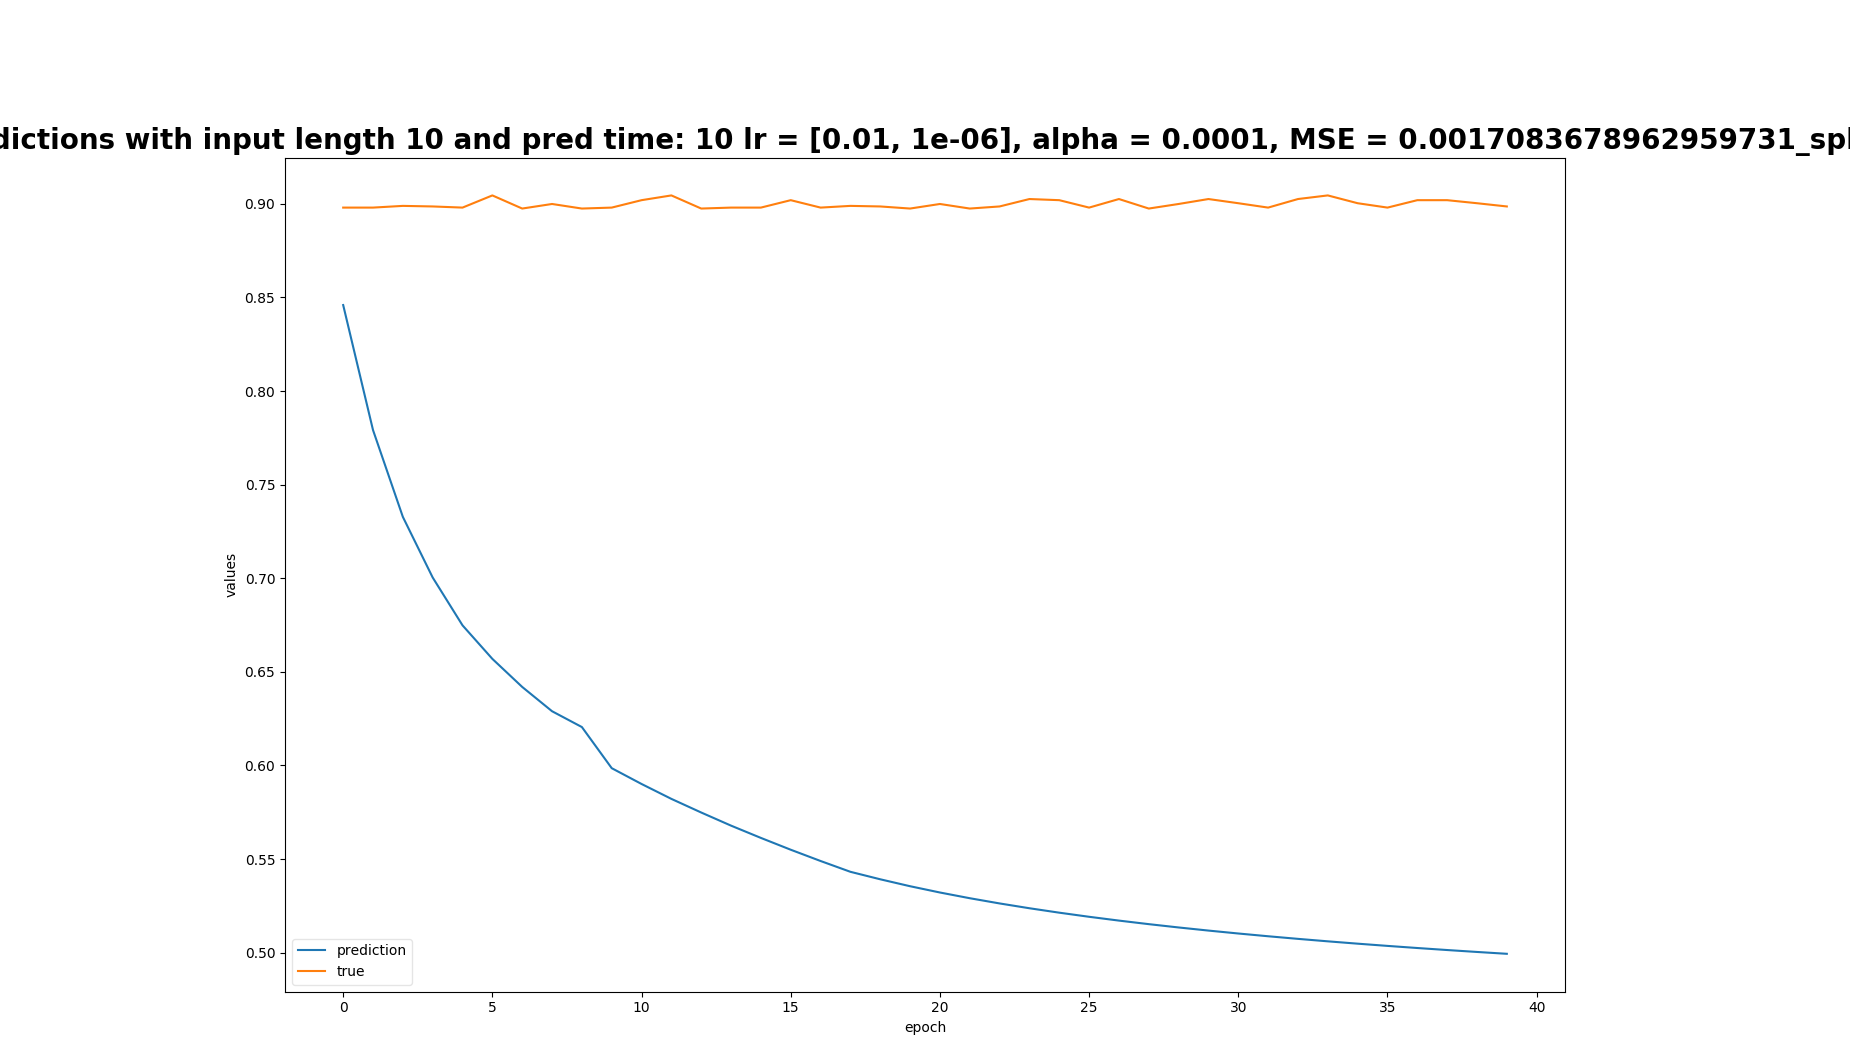 dictions with input length 10 and pred time: 10 lr = [0.01, 1e-06], alpha = 0.0001, MSE = 0.0017083678962959731_spl
0.90
0.85
0.80
0.75
0.70
0.65
0.60
0.55
0.50
values
prediction
true
0 5 10 15 20 25 30 35 40
epoch